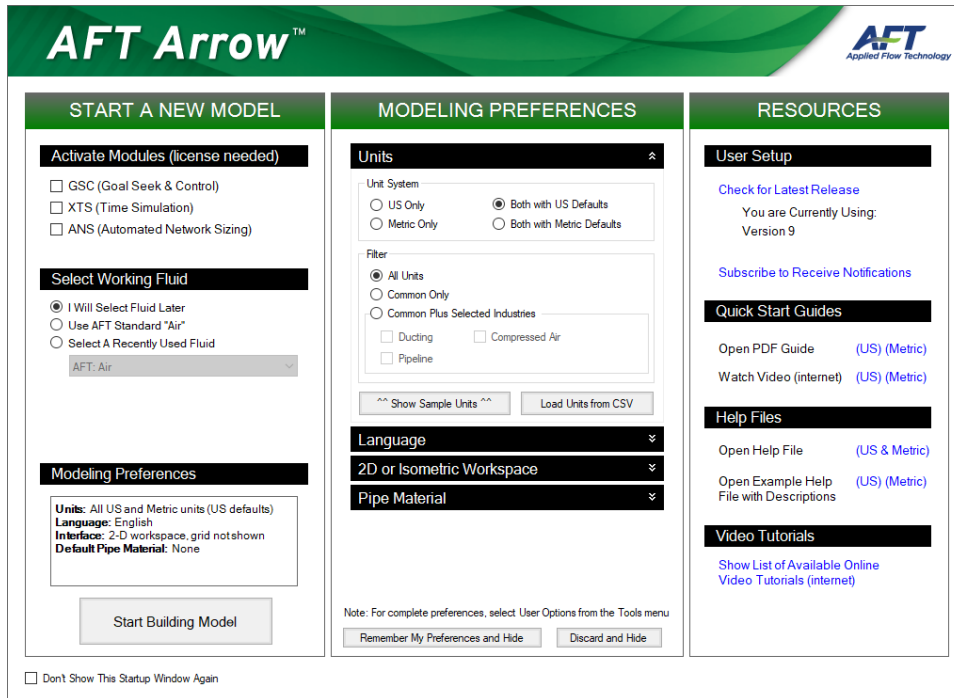 AFT Arrow™
AFT
Applied Flow Technology
START A NEW MODEL
Activate Modules (license needed)
GSC (Goal Seek & Control)
XTS (Time Simulation)
ANS (Automated Network Sizing)
Select Working Fluid
I Will Select Fluid Later
Use AFT Standard "Air"
Select A Recently Used Fluid
AFT: Air
Modeling Preferences
Units: All US and Metric units (US defaults)
Language: English
Interface: 2-D workspace, grid not shown
Default Pipe Material: None
Start Building Model
MODELING PREFERENCES
Units
Unit System
US Only
Both with US Defaults
Metric Only
Both with Metric Defaults
Filter
All Units
Common Only
Common Plus Selected Industries
Ducting
Compressed Air
Pipeline
^^ Show Sample Units ^^
Load Units from CSV
Language
2D or Isometric Workspace
Pipe Material
Note: For complete preferences, select User Options from the Tools menu
Remember My Preferences and Hide
Discard and Hide
RESOURCES
User Setup
Check for Latest Release
You are Currently Using:
Version 9
Subscribe to Receive Notifications
Quick Start Guides
Open PDF Guide (US) (Metric)
Watch Video (internet) (US) (Metric)
Help Files
Open Help File (US & Metric)
Open Example Help (US) (Metric)
File with Descriptions
Video Tutorials
Show List of Available Online
Video Tutorials (internet)
Don't Show This Startup Window Again